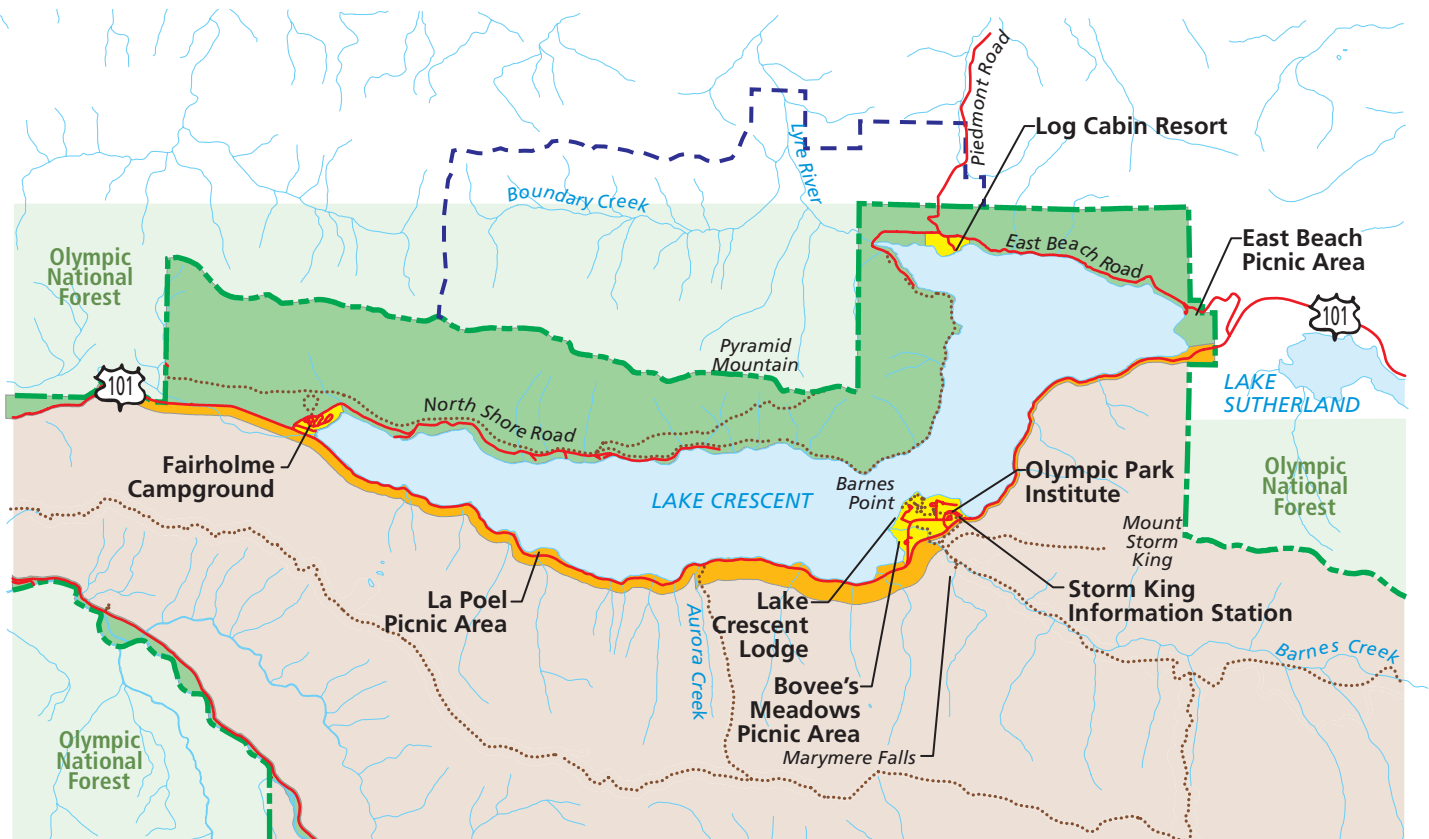 Piedmont Road
Log Cabin Resort
Lyre River
Boundary Creek
Olympic
National
Forest
East Beach Road
East Beach
Picnic Area
101
Pyramid
Mountain
101
LAKE
SUTHERLAND
North Shore Road
Fairholme
Campground
LAKE CRESCENT
Barnes
Point
Olympic Park
Institute
Olympic
National
Forest
Mount
Storm
King
La Poel
Picnic Area
Aurora Creek
Lake
Crescent
Lodge
Storm King
Information Station
Barnes Creek
Bovee's
Meadows
Picnic Area
Marymere Falls
Olympic
National
Forest